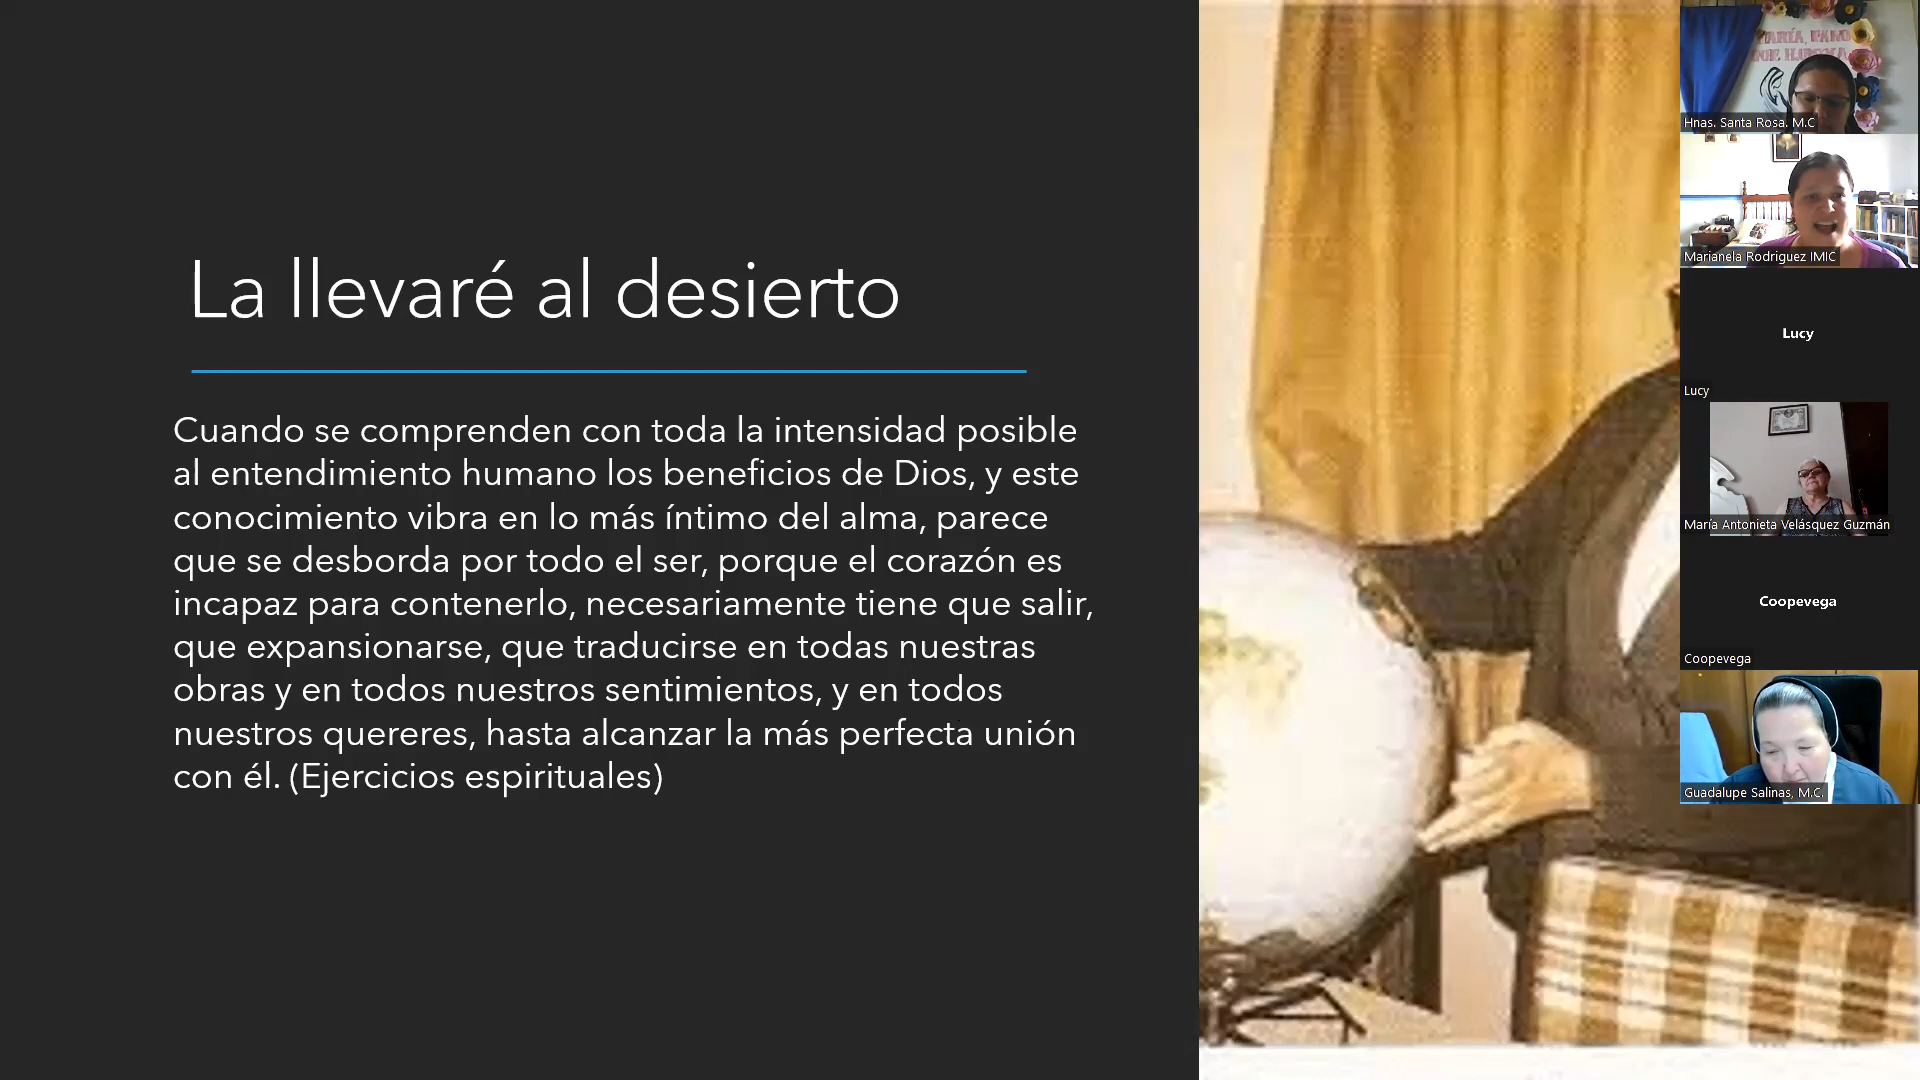 La llevaré al desierto
Cuando se comprenden con toda la intensidad posible
al entendimiento humano los beneficios de Dios, y este
conocimiento vibra en lo más íntimo del alma, parece
que se desborda por todo el ser, porque el corazón es
incapaz para contenerlo, necesariamente tiene que salir,
que expansionarse, que traducirse en todas nuestras
obras y en todos nuestros sentimientos, y en todos
nuestros quereres, hasta alcanzar la más perfecta unión
con él. (Ejercicios espirituales)
MARÍA, FARO
QUE
Hnas. Santa Rosa. M.C
Marianela Rodriguez IMIC
Lucy
Lucy
María Antonieta Velásquez Guzmán
Coopevega
Coopevega
Guadalupe Salinas, M.C.